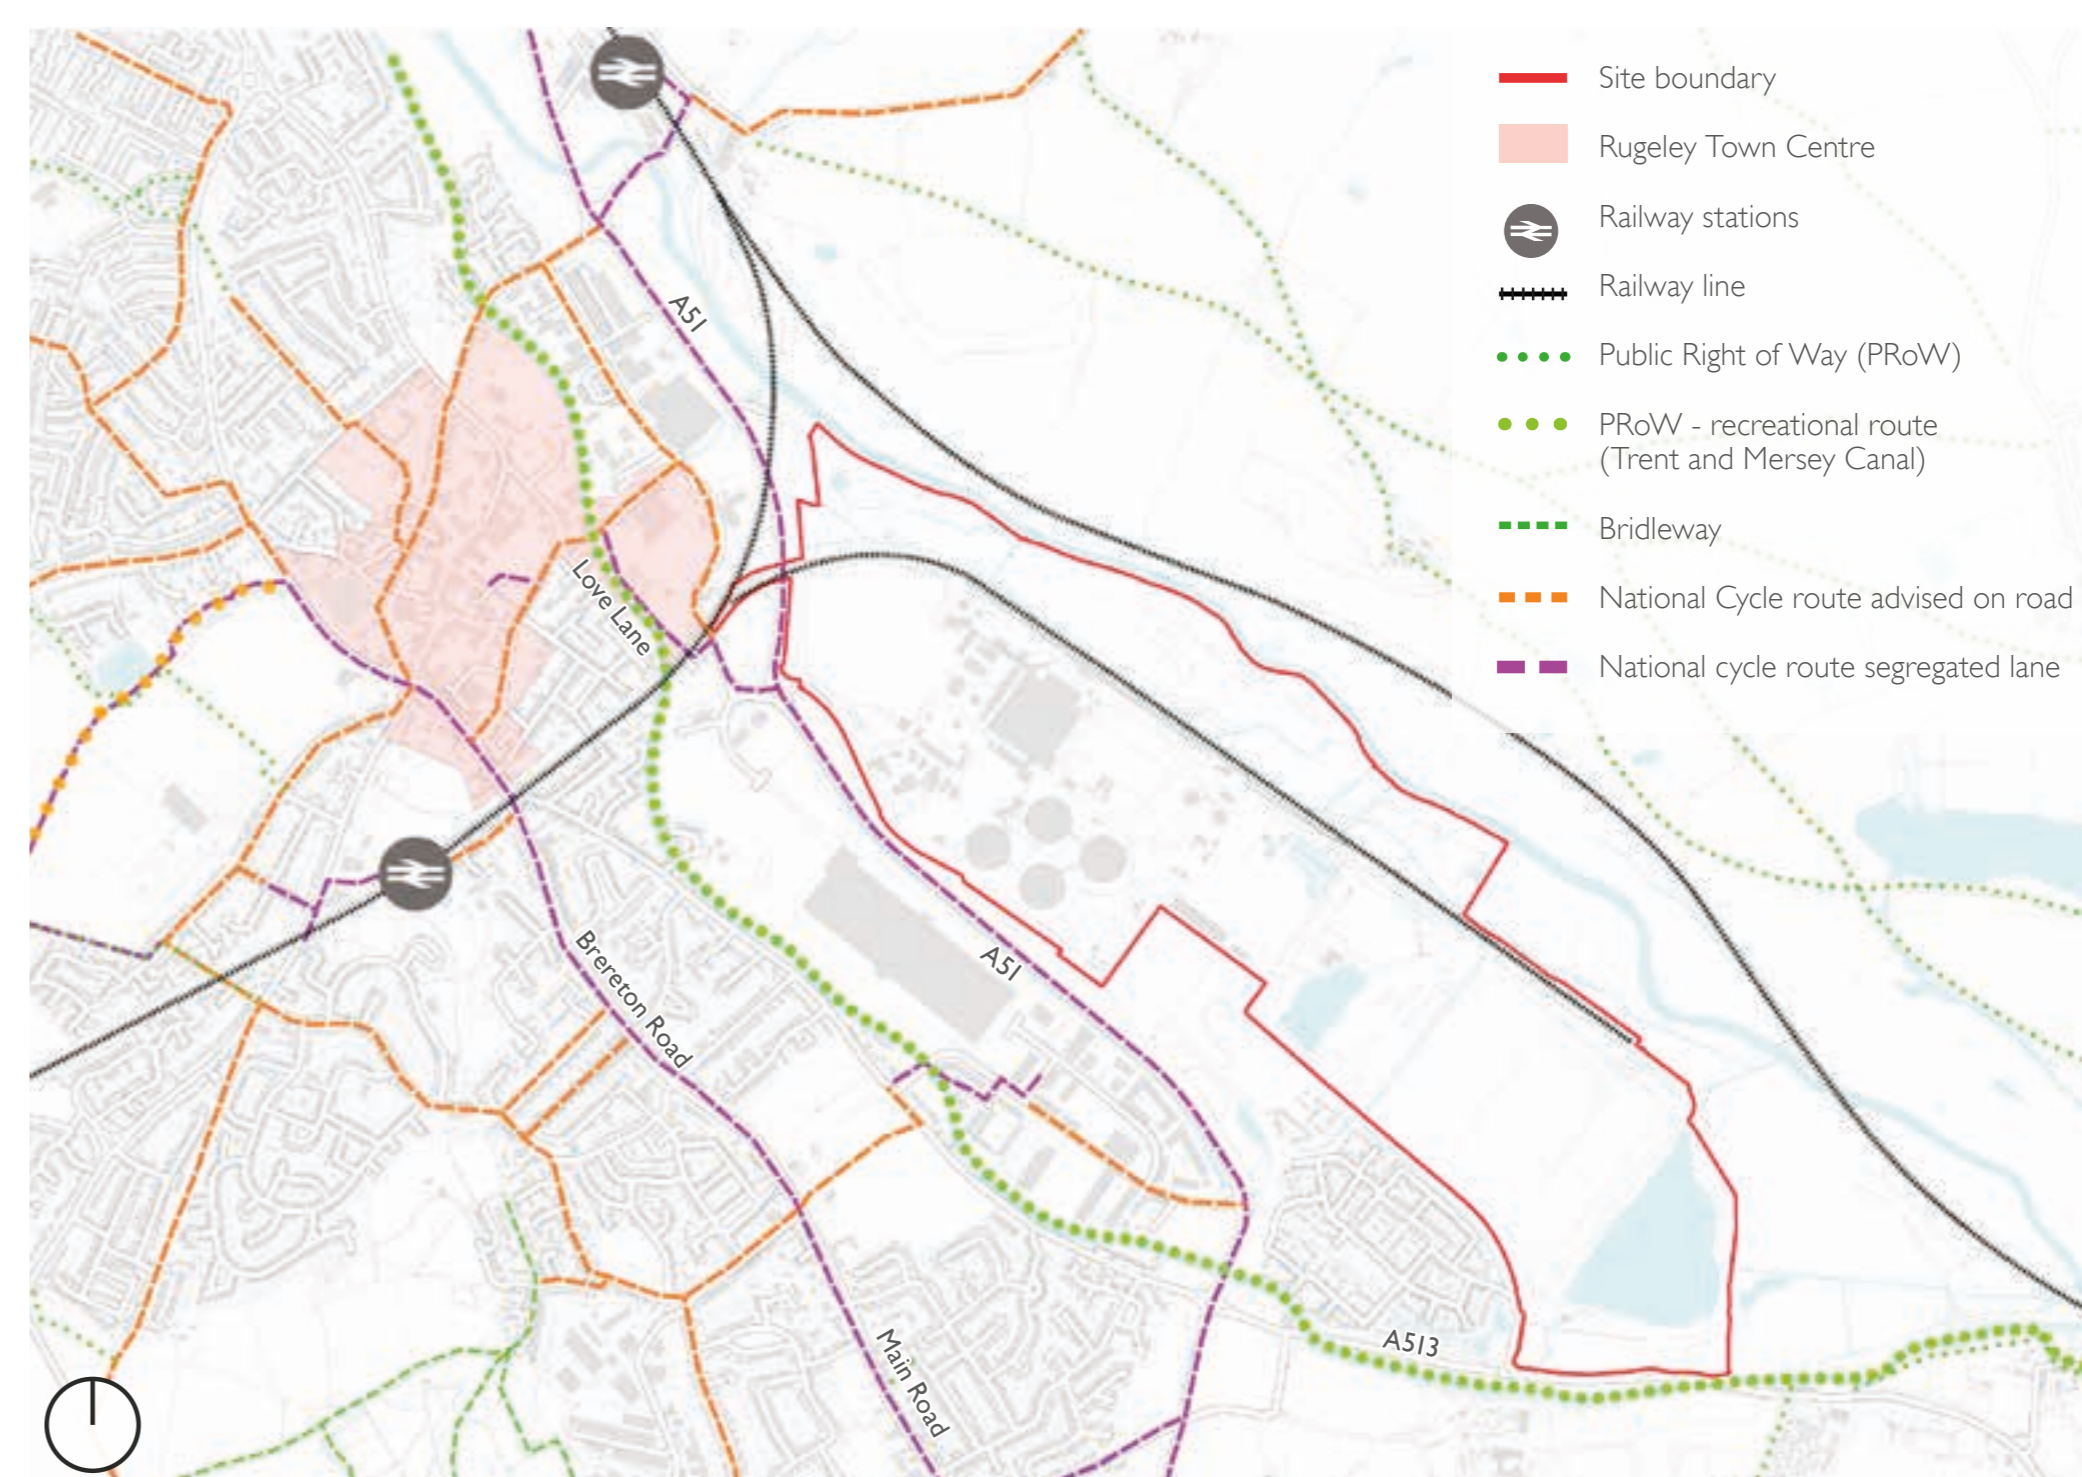 Site boundary
Rugeley Town Centre
Railway stations
Railway line
Public Right of Way (PRoW)
PRoW - recreational route
(Trent and Mersey Canal)
Bridleway
National Cycle route advised on road
National cycle route segregated lane
A51
Love Lane
A51
Brereton Road
A513
Main Road